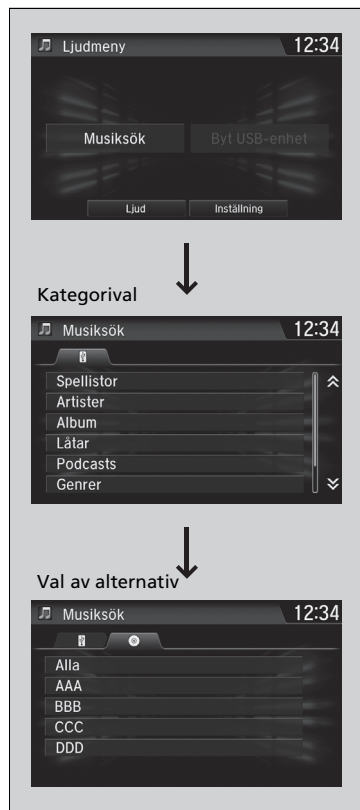 Ljudmeny 12:34
Musiksök Byt USB-enhet
Ljud Inställning
Kategorival
Musiksök 12:34
Spellistor
Artister
Album
Låtar
Podcasts
Genrer
Val av alternativ
Musiksök 12:34
Alla
AAA
BBB
CCC
DDD